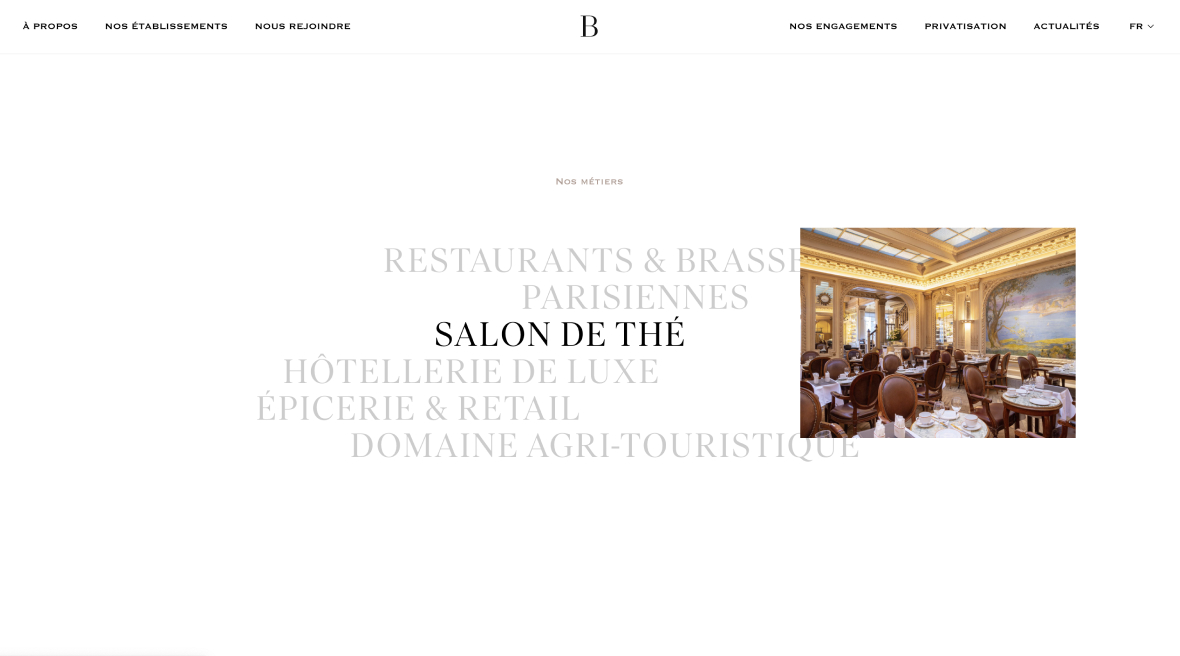 À PROPOS
NOS ÉTABLISSEMENTS
NOUS REJOINDRE
B
NOS ENGAGEMENTS
PRIVATISATION
ACTUALITÉS
FR
NOS MÉTIERS
RESTAURANTS & BRASSE
PARISIENNES
SALON DE THÉ
HÔTELLERIE DE LUXE
ÉPICERIE & RETAIL
DOMAINE AGRI-TOURISTIQUE